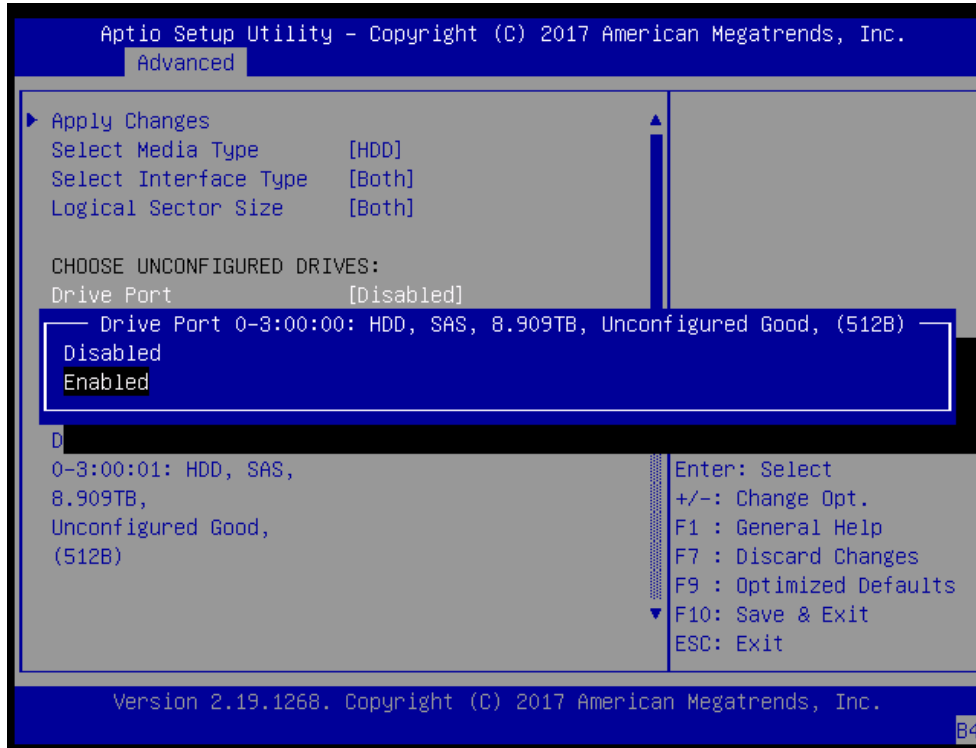 Aptio Setup Utility – Copyright (C) 2017 American Megatrends, Inc.
Advanced
Apply Changes
Select Media Type [HDD]
Select Interface Type [Both]
Logical Sector Size [Both]
CHOOSE UNCONFIGURED DRIVES:
Drive Port [Disabled]
Drive Port 0-3:00:00: HDD, SAS, 8.909TB, Unconfigured Good, (512B)
Disabled
Enabled
D
0-3:00:01: HDD, SAS,
8.909TB,
Unconfigured Good,
(512B)
Enter: Select
+/-: Change Opt.
F1 : General Help
F7 : Discard Changes
F9 : Optimized Defaults
F10: Save & Exit
ESC: Exit
Version 2.19.1268. Copyright (C) 2017 American Megatrends, Inc.
B4